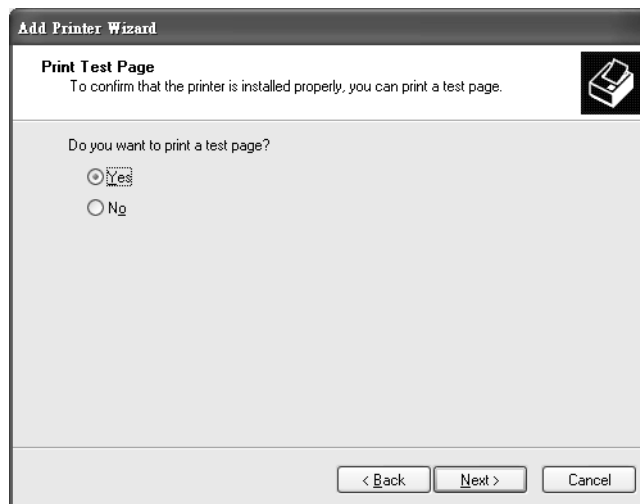 Add Printer Wizard
Print Test Page
To confirm that the printer is installed properly, you can print a test page.
Do you want to print a test page?
Yes
No
< Back
Next >
Cancel